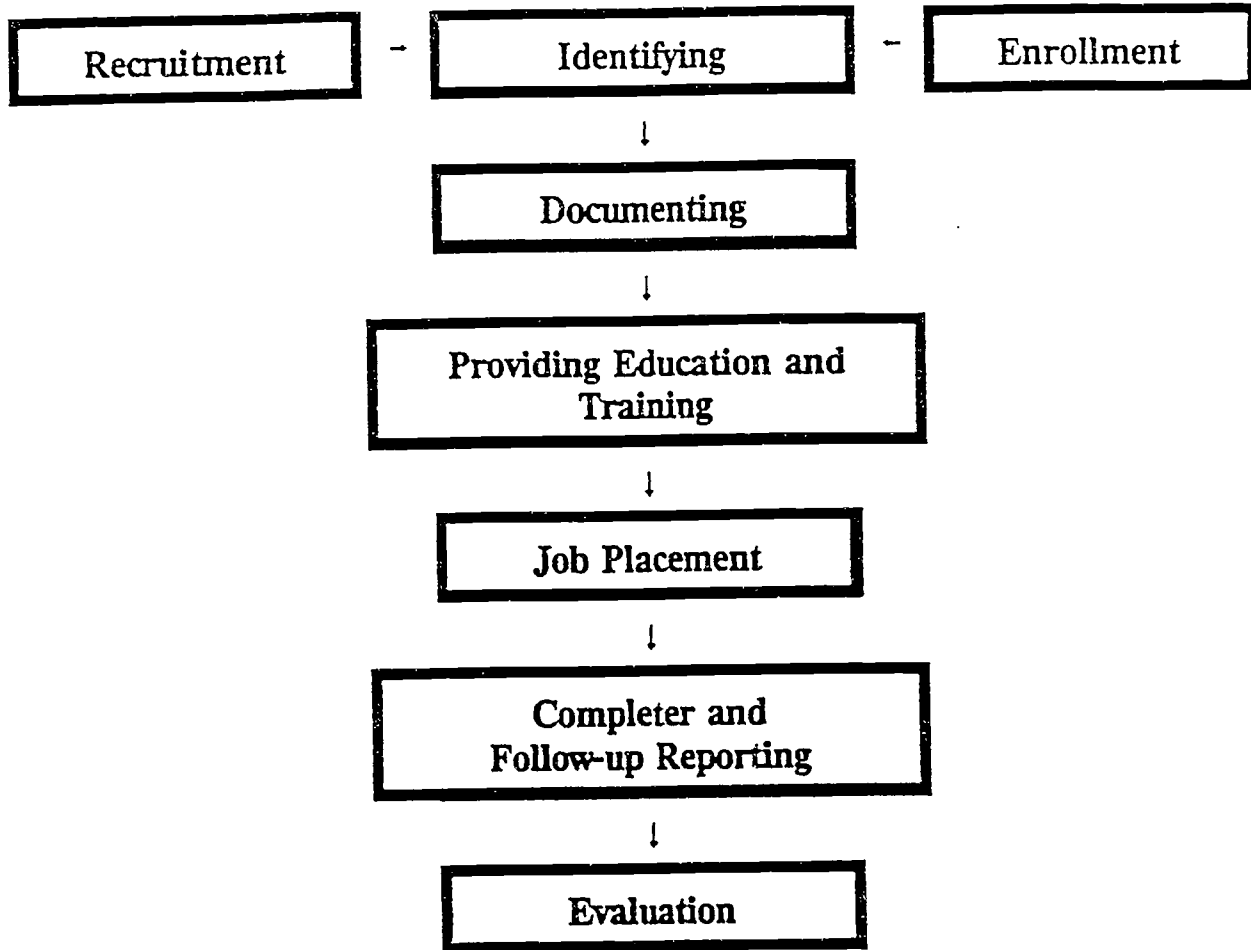 Recruitment → Identifying ← Enrollment
↓
Documenting
↓
Providing Education and
Training
↓
Job Placement
↓
Completer and
Follow-up Reporting
↓
Evaluation